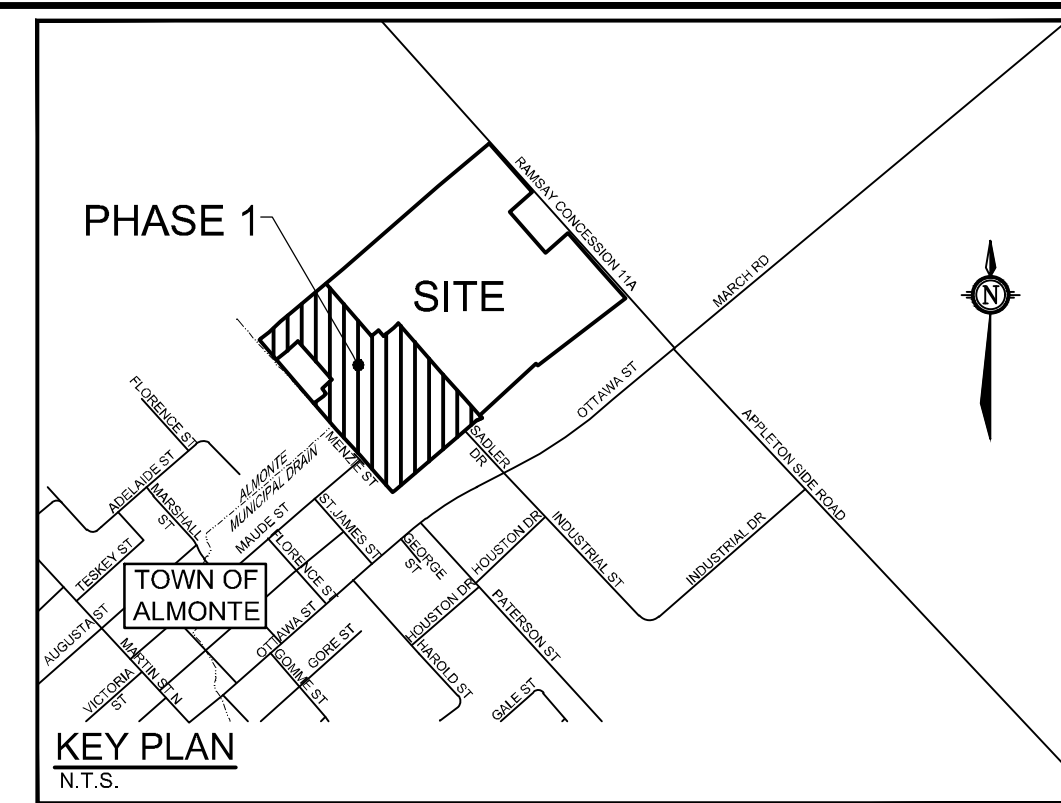 RAMSAY CONCESSION 11A
PHASE 1
MARCH RD
SITE
N
OTTAWA ST
FLORENCE ST
APPLETON SIDE ROAD
SADLER
DR
MENZIE ST
ALMONTE
MUNICIPAL DRAIN
ADELAIDE ST
MARSHALL
ST
MAUDE ST
ST. JAMES ST
INDUSTRIAL ST
INDUSTRIAL DR
HOUSTON DR
GEORGE
ST
TESKEY ST
FLORENCE ST
TOWN OF
ALMONTE
HOUSTON DR
PATERSON ST
AUGUSTA ST
OTTAWA ST
GORE ST
MARTIN ST N
GOMME ST
HAROLD ST
VICTORIA
ST
GALE ST
KEY PLAN
N.T.S.